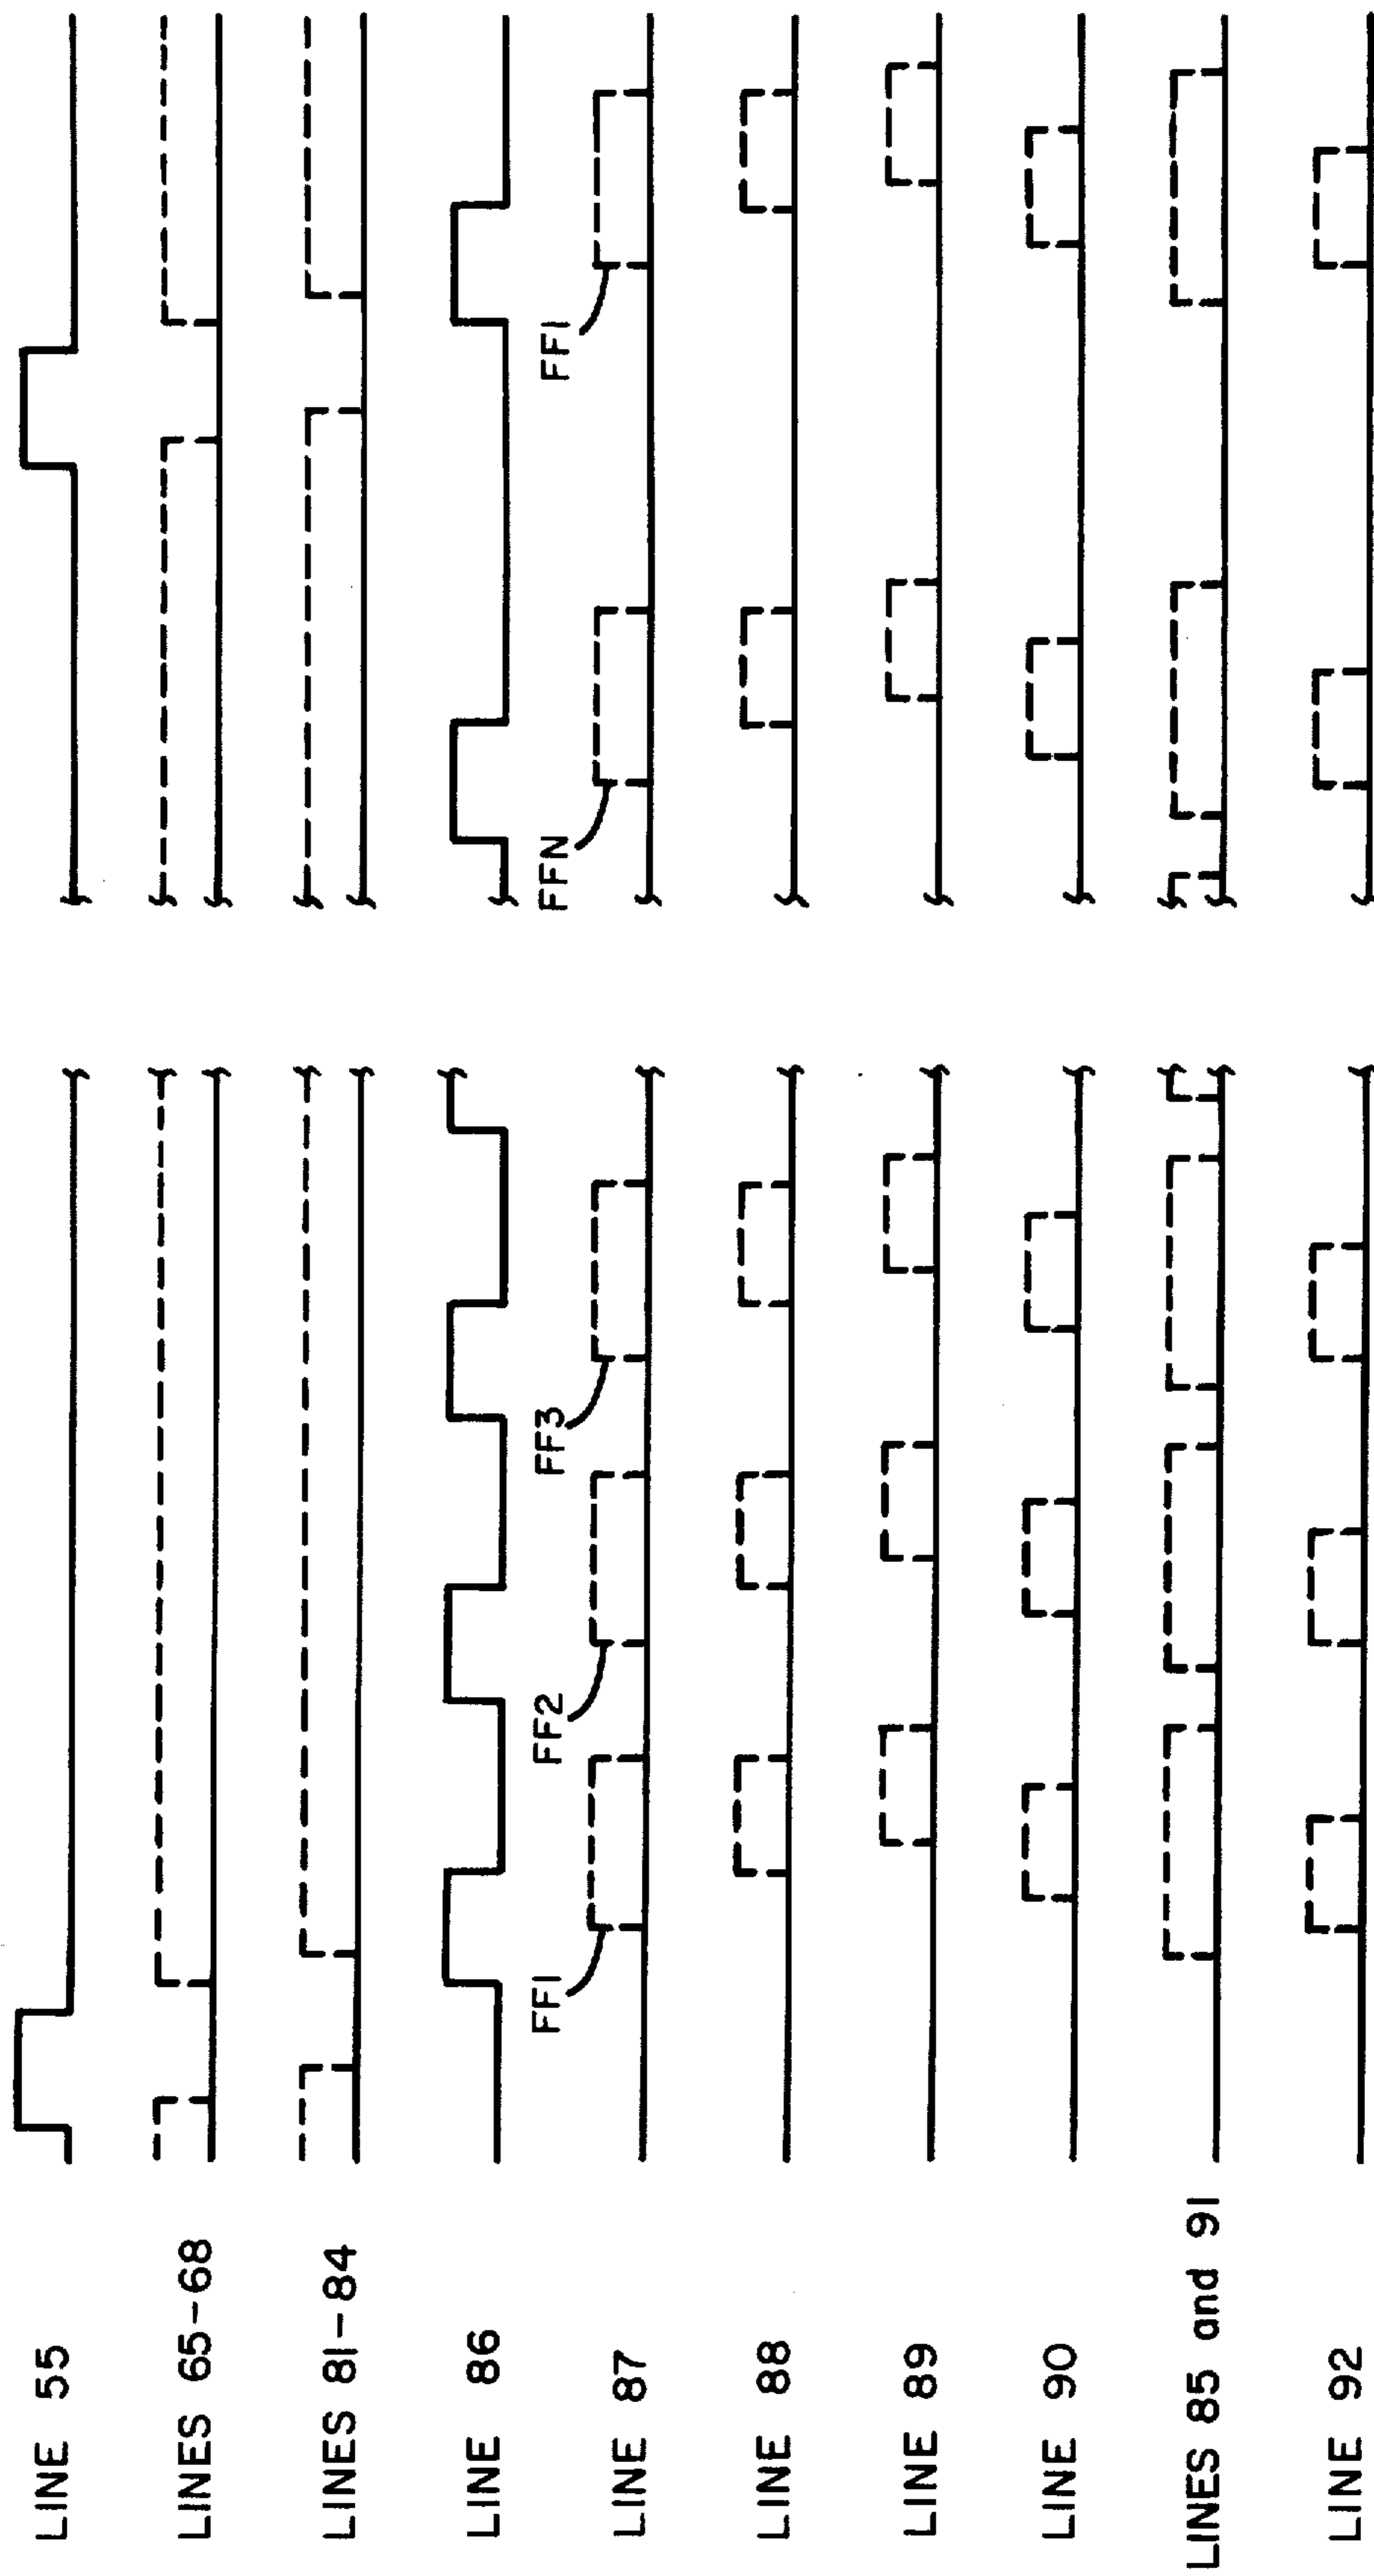 LINE 55
LINES 65-68
LINES 81-84
LINE 86
FF1 FF2 FF3 FFN FF1
LINE 87
LINE 88
LINE 89
LINE 90
LINES 85 and 91
LINE 92